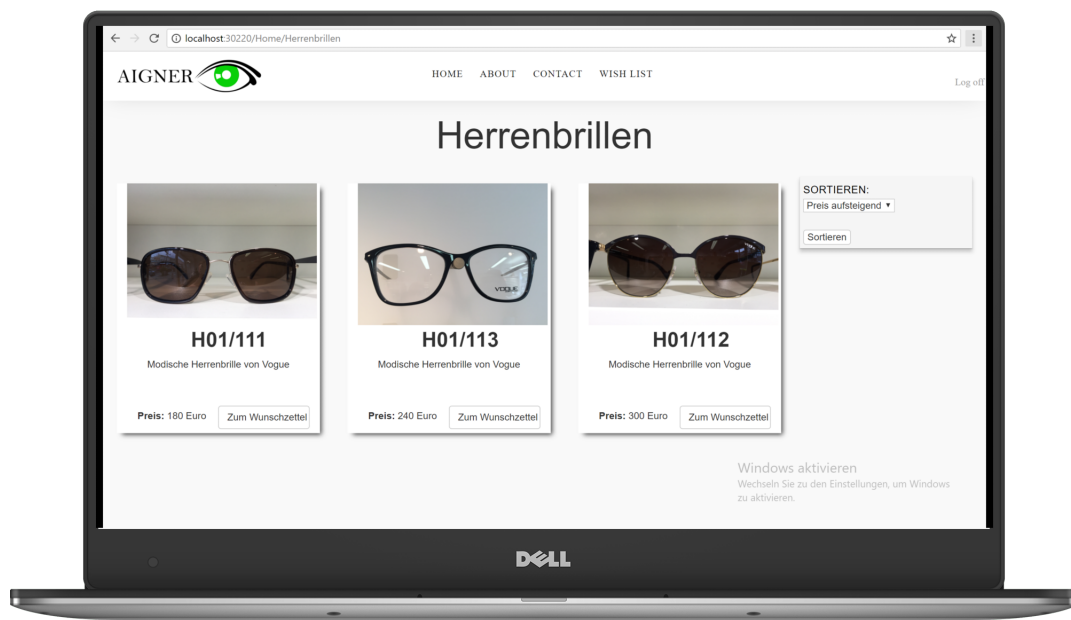 localhost:30220/Home/Herrenbrillen
AIGNER
HOME ABOUT CONTACT WISH LIST
Log off
Herrenbrillen
H01/111
Modische Herrenbrille von Vogue
Preis: 180 Euro Zum Wunschzettel
VOGUE
H01/113
Modische Herrenbrille von Vogue
Preis: 240 Euro Zum Wunschzettel
H01/112
Modische Herrenbrille von Vogue
Preis: 300 Euro Zum Wunschzettel
SORTIEREN:
Preis aufsteigend
Sortieren
Windows aktivieren
Wechseln Sie zu den Einstellungen, um Windows
zu aktivieren.
DELL